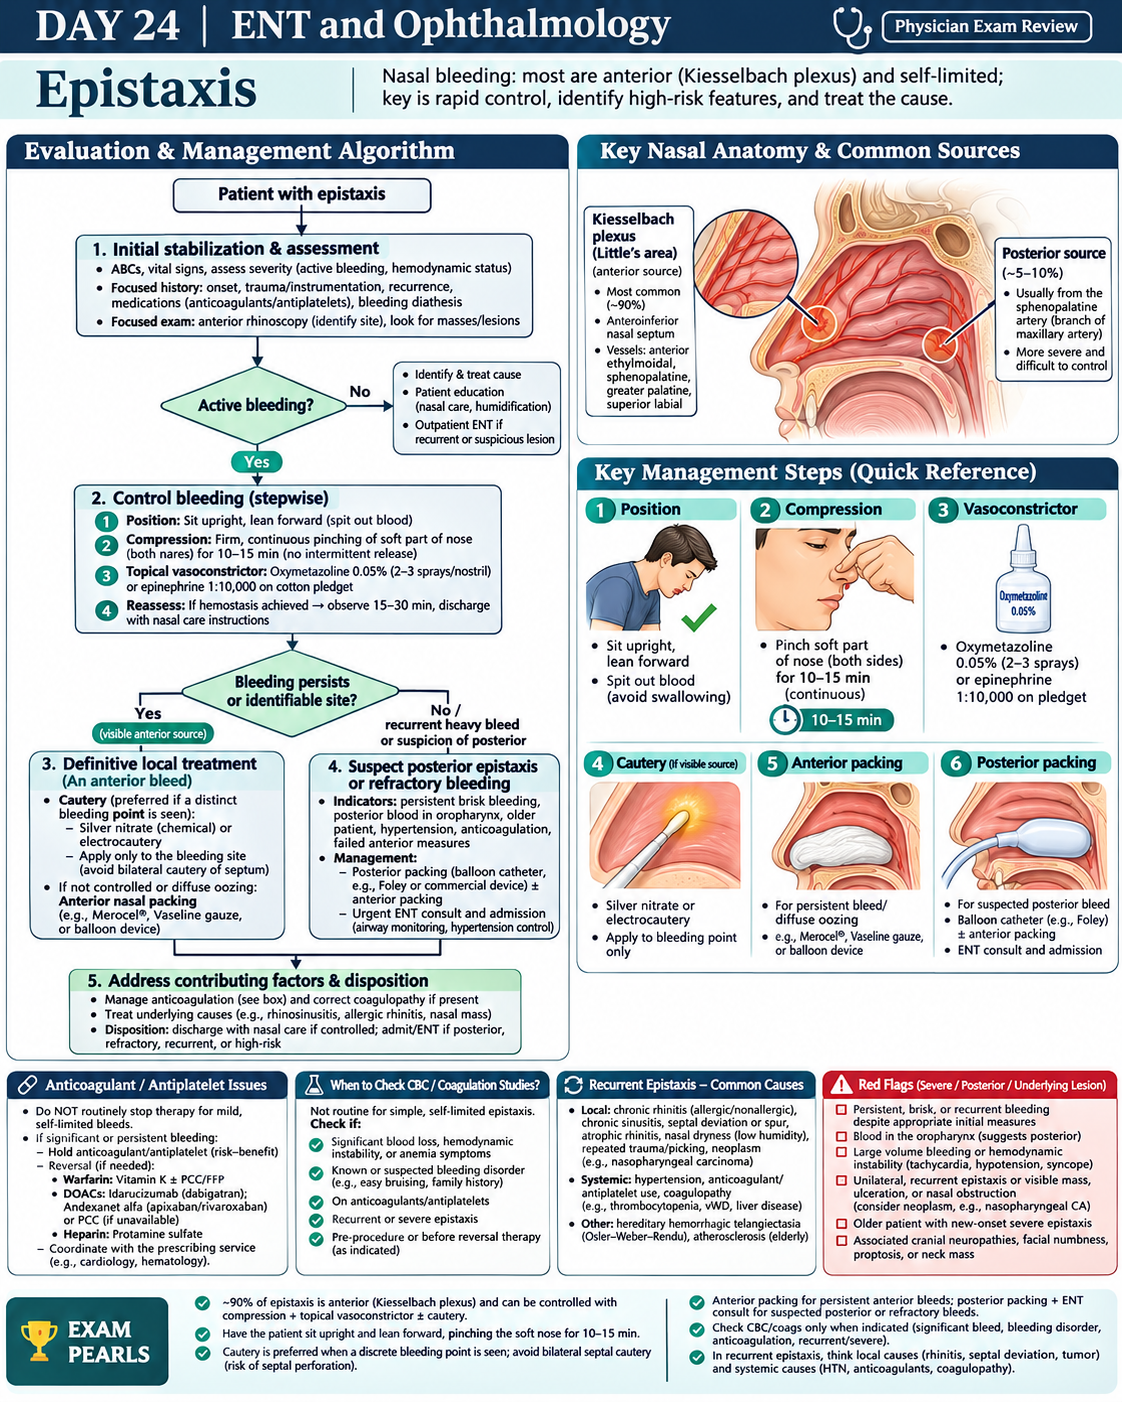 DAY 24 | ENT and Ophthalmology
Physician Exam Review
Epistaxis
Nasal bleeding: most are anterior (Kiesselbach plexus) and self-limited;
key is rapid control, identify high-risk features, and treat the cause.
Evaluation & Management Algorithm
Patient with epistaxis
1. Initial stabilization & assessment
• ABCs, vital signs, assess severity (active bleeding, hemodynamic status)
• Focused history: onset, trauma/instrumentation, recurrence,
medications (anticoagulants/antiplatelets), bleeding diathesis
• Focused exam: anterior rhinoscopy (identify site), look for masses/lesions
Active bleeding?
No
• Identify & treat cause
• Patient education
(nasal care, humidification)
• Outpatient ENT if
recurrent or suspicious lesion
Yes
2. Control bleeding (stepwise)
1 Position: Sit upright, lean forward (spit out blood)
2 Compression: Firm, continuous pinching of soft part of nose
(both nares) for 10–15 min (no intermittent release)
3 Topical vasoconstrictor: Oxymetazoline 0.05% (2–3 sprays/nostril)
or epinephrine 1:10,000 on cotton pledget
4 Reassess: If hemostasis achieved → observe 15–30 min, discharge
with nasal care instructions
Bleeding persists
or identifiable site?
Yes
(visible anterior source)
No /
recurrent heavy bleed
or suspicion of posterior
3. Definitive local treatment
(An anterior bleed)
• Cautery (preferred if a distinct
bleeding point is seen):
– Silver nitrate (chemical) or
electrocautery
– Apply only to the bleeding site
(avoid bilateral cautery of septum)
• If not controlled or diffuse oozing:
Anterior nasal packing
(e.g., Merocel®, Vaseline gauze,
or balloon device)
4. Suspect posterior epistaxis
or refractory bleeding
• Indicators: persistent brisk bleeding,
posterior blood in oropharynx, older
patient, hypertension, anticoagulation,
failed anterior measures
• Management:
– Posterior packing (balloon catheter,
e.g., Foley or commercial device) ±
anterior packing
– Urgent ENT consult and admission
(airway monitoring, hypertension control)
5. Address contributing factors & disposition
• Manage anticoagulation (see box) and correct coagulopathy if present
• Treat underlying causes (e.g., rhinosinusitis, allergic rhinitis, nasal mass)
• Disposition: discharge with nasal care if controlled; admit/ENT if posterior,
refractory, recurrent, or high-risk
Key Nasal Anatomy & Common Sources
Kiesselbach
plexus
(Little's area)
(anterior source)
• Most common
(~90%)
• Anteroinferior
nasal septum
• Vessels: anterior
ethylmoidal,
sphenopalatine,
greater palatine,
superior labial
Posterior source
(~5–10%)
• Usually from the
sphenopalatine
artery (branch of
maxillary artery)
• More severe and
difficult to control
Key Management Steps (Quick Reference)
1 Position
• Sit upright,
lean forward
• Spit out blood
(avoid swallowing)
2 Compression
• Pinch soft part
of nose (both sides)
for 10–15 min
(continuous)
10–15 min
3 Vasoconstrictor
Oxymetazoline
0.05%
• Oxymetazoline
0.05% (2–3 sprays)
or epinephrine
1:10,000 on pledget
4 Cautery (If visible source)
• Silver nitrate or
electrocautery
• Apply to bleeding point
only
5 Anterior packing
• For persistent bleed/
diffuse oozing
• e.g., Merocel®, Vaseline gauze,
or balloon device
6 Posterior packing
• For suspected posterior bleed
• Balloon catheter (e.g., Foley)
± anterior packing
• ENT consult and admission
Anticoagulant / Antiplatelet Issues
• Do NOT routinely stop therapy for mild,
self-limited bleeds.
• If significant or persistent bleeding:
– Hold anticoagulant/antiplatelet (risk–benefit)
– Reversal (if needed):
• Warfarin: Vitamin K ± PCC/FFP
• DOACs: Idarucizumab (dabigatran);
Andexanet alfa (apixaban/rivaroxaban)
or PCC (if unavailable)
• Heparin: Protamine sulfate
– Coordinate with the prescribing service
(e.g., cardiology, hematology).
When to Check CBC / Coagulation Studies?
Not routine for simple, self-limited epistaxis.
Check if:
Significant blood loss, hemodynamic
instability, or anemia symptoms
Known or suspected bleeding disorder
(e.g., easy bruising, family history)
On anticoagulants/antiplatelets
Recurrent or severe epistaxis
Pre-procedure or before reversal therapy
(as indicated)
Recurrent Epistaxis – Common Causes
• Local: chronic rhinitis (allergic/nonallergic),
chronic sinusitis, septal deviation or spur,
atrophic rhinitis, nasal dryness (low humidity),
repeated trauma/picking, neoplasm
(e.g., nasopharyngeal carcinoma)
• Systemic: hypertension, anticoagulant/
antiplatelet use, coagulopathy
(e.g., thrombocytopenia, vWD, liver disease)
• Other: hereditary hemorrhagic telangiectasia
(Osler–Weber–Rendu), atherosclerosis (elderly)
Red Flags (Severe / Posterior / Underlying Lesion)
Persistent, brisk, or recurrent bleeding
despite appropriate initial measures
Blood in the oropharynx (suggests posterior)
Large volume bleeding or hemodynamic
instability (tachycardia, hypotension, syncope)
Unilateral, recurrent epistaxis or visible mass,
ulceration, or nasal obstruction
(consider neoplasm, e.g., nasopharyngeal CA)
Older patient with new-onset severe epistaxis
Associated cranial neuropathies, facial numbness,
proptosis, or neck mass
EXAM
PEARLS
~90% of epistaxis is anterior (Kiesselbach plexus) and can be controlled with
compression + topical vasoconstrictor ± cautery.
Have the patient sit upright and lean forward, pinching the soft nose for 10–15 min.
Cautery is preferred when a discrete bleeding point is seen; avoid bilateral septal cautery
(risk of septal perforation).
Anterior packing for persistent anterior bleeds; posterior packing + ENT
consult for suspected posterior or refractory bleeds.
Check CBC/coags only when indicated (significant bleed, bleeding disorder,
anticoagulation, recurrent/severe).
In recurrent epistaxis, think local causes (rhinitis, septal deviation, tumor)
and systemic causes (HTN, anticoagulants, coagulopathy).